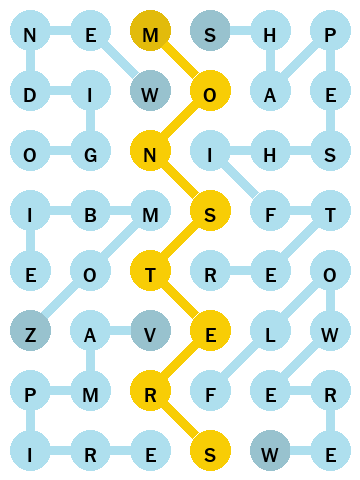 N E M S H P
D I W O A E
O G N I H S
I B M S F T
E O T R E O
Z A V E L W
P M R F E R
I R E S W E